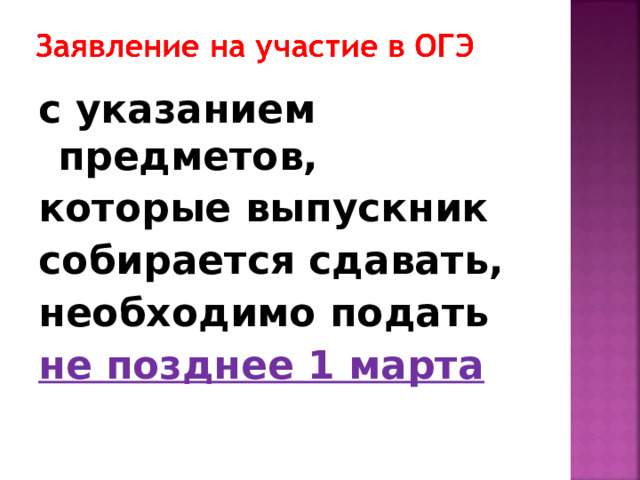 Заявление на участие в ОГЭ
с указанием
предметов,
которые выпускник
собирается сдавать,
необходимо подать
не позднее 1 марта